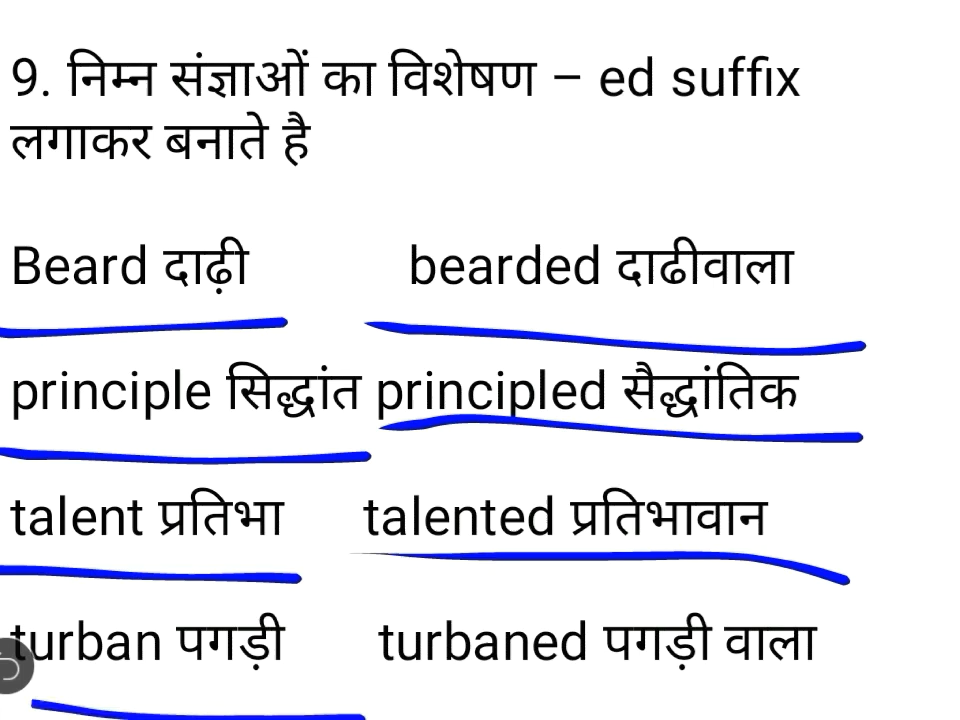 9. निम्न संज्ञाओं का विशेषण – ed suffix
लगाकर बनाते है
Beard दाढ़ी bearded दाढीवाला
principle सिद्धांत principled सैद्धांतिक
talent प्रतिभा talented प्रतिभावान
turban पगड़ी turbaned पगड़ी वाला